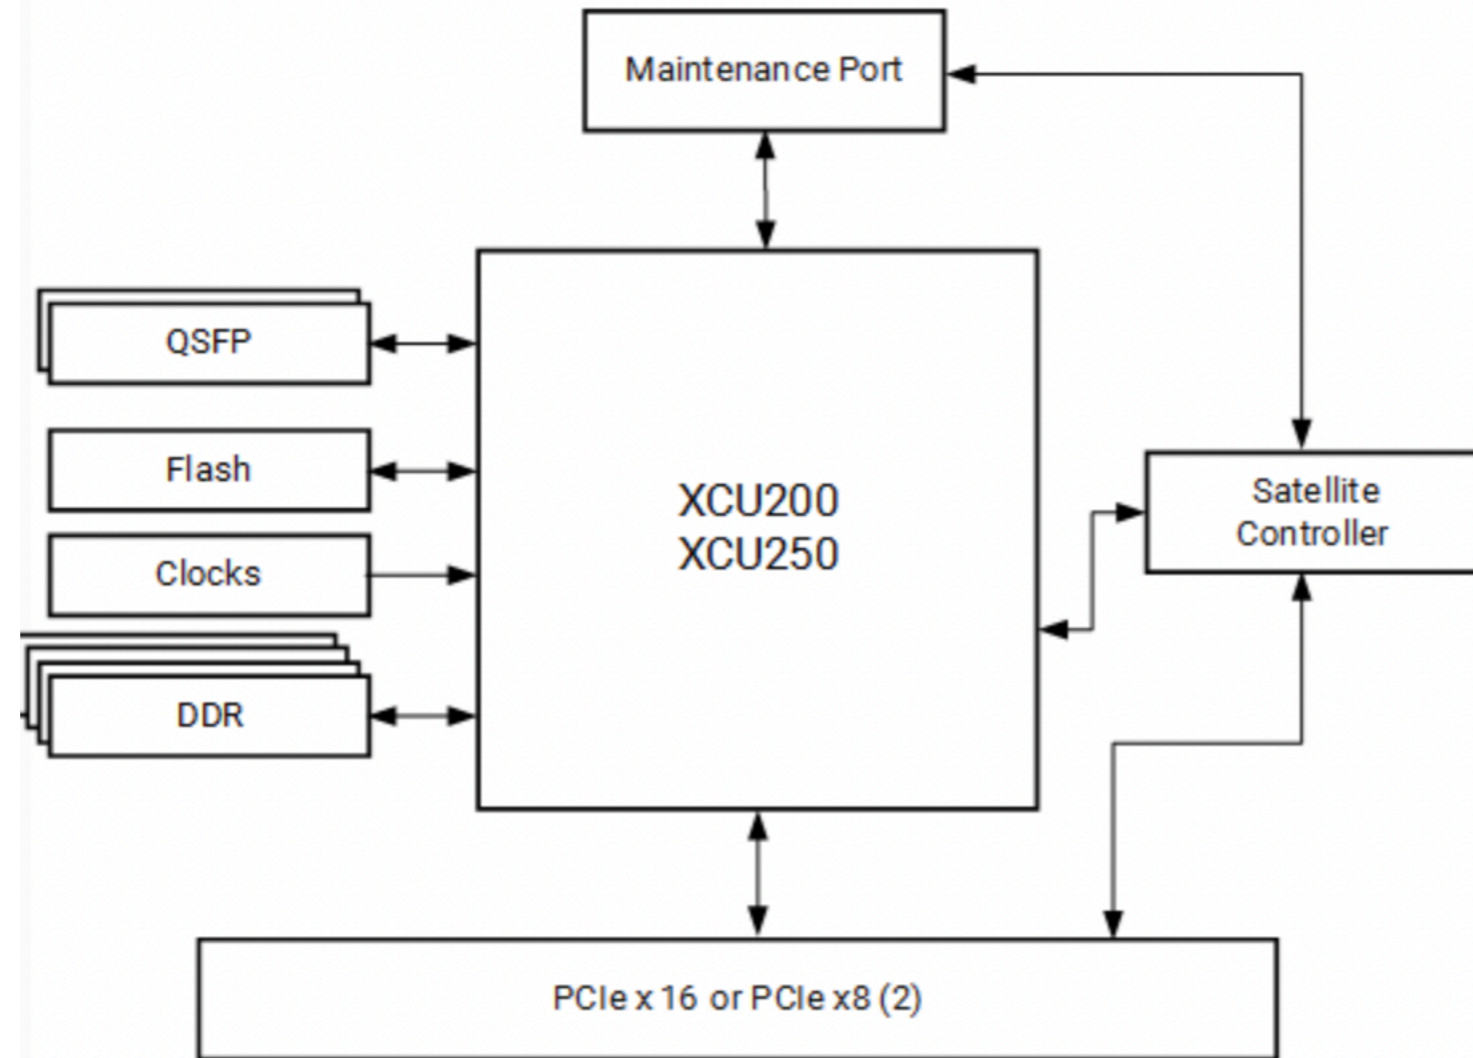 Maintenance Port
QSFP
Flash
Clocks
DDR
XCU200
XCU250
Satellite
Controller
PCIe x 16 or PCIe x8 (2)